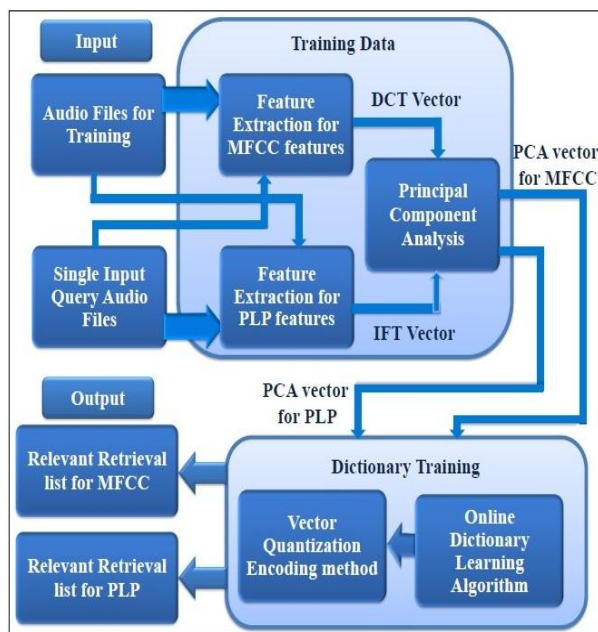 Input
Training Data
Audio Files for
Training
Feature
Extraction for
MFCC features
DCT Vector
PCA vector
for MFCC
Principal
Component
Analysis
Single Input
Query Audio
Files
Feature
Extraction for
PLP features
IFT Vector
Output
PCA vector
for PLP
Relevant Retrieval
list for MFCC
Dictionary Training
Vector
Quantization
Encoding method
Online
Dictionary
Learning
Algorithm
Relevant Retrieval
list for PLP